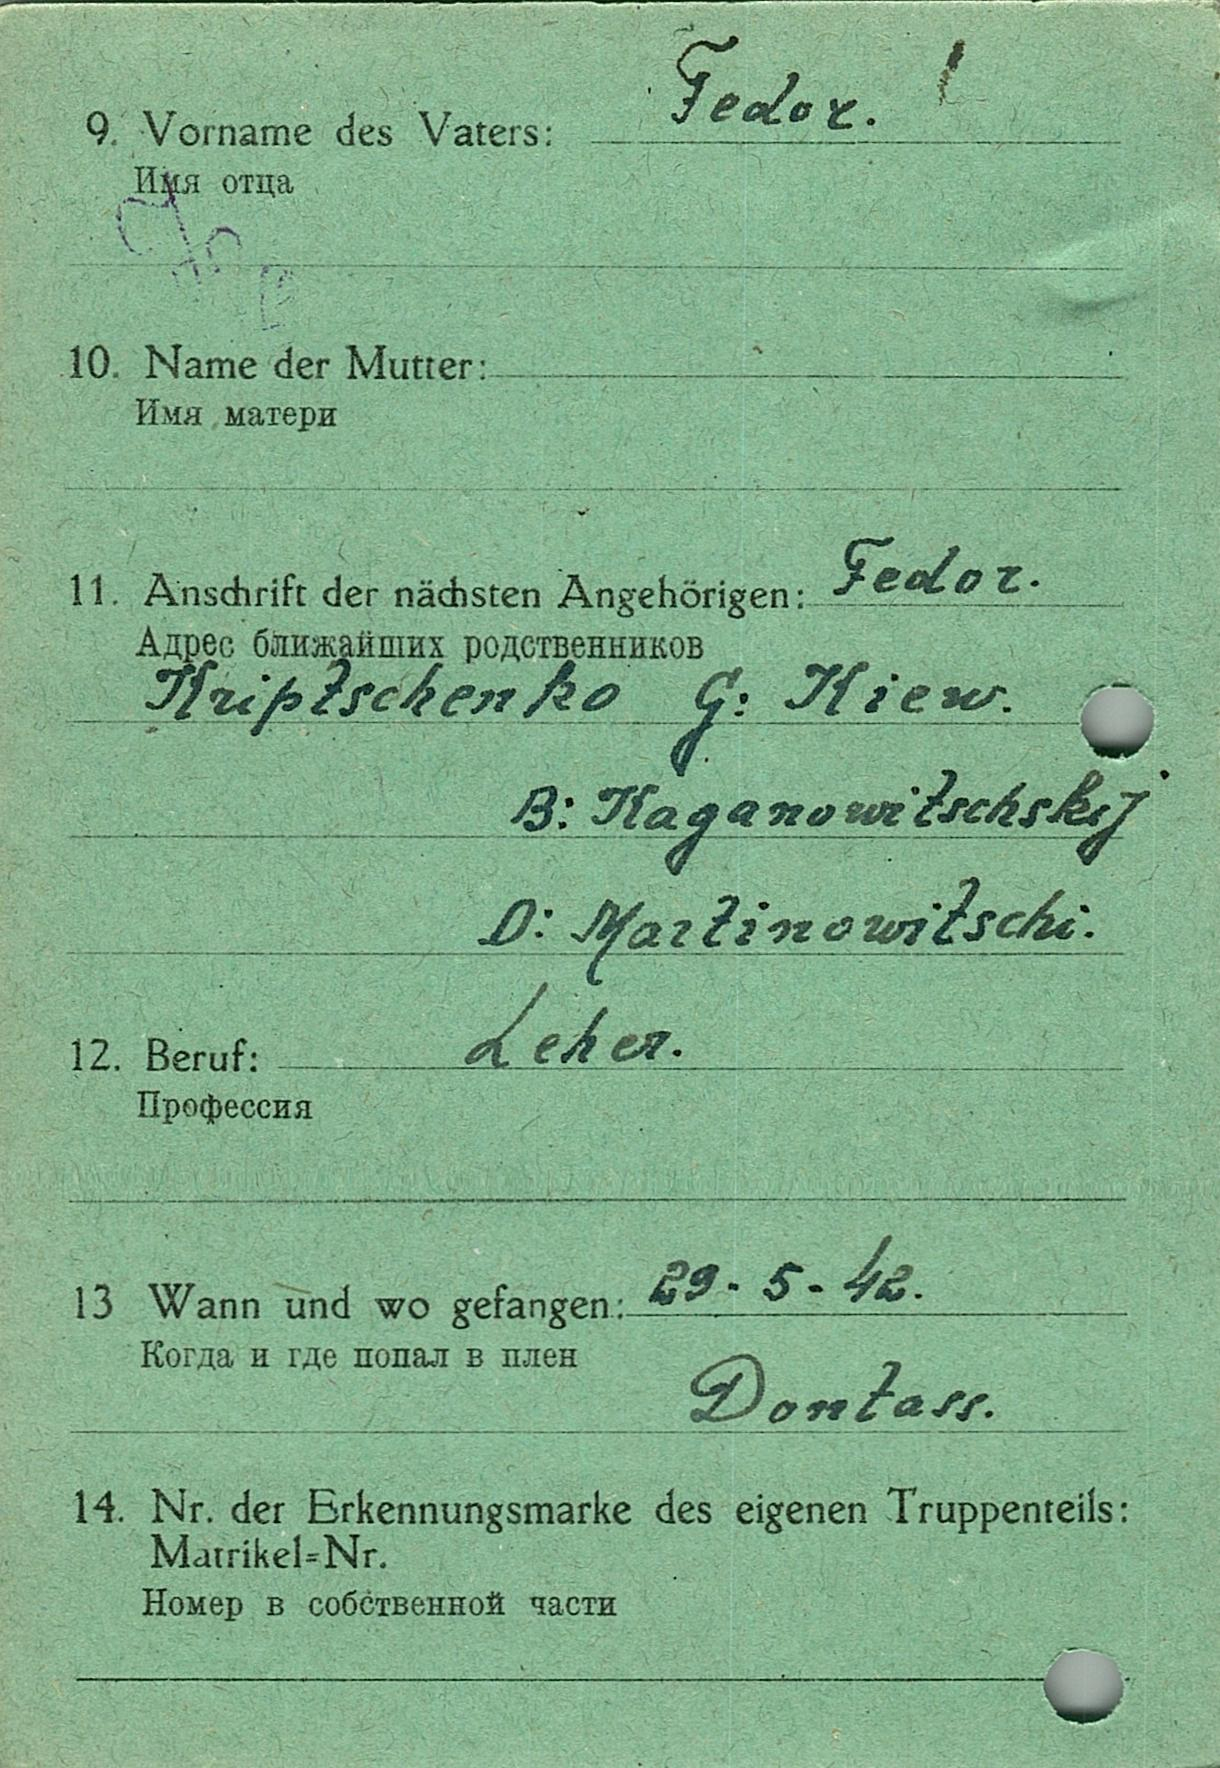 Fedor.
9. Vorname des Vaters:
Имя отца
10. Name der Mutter:
Имя матери
11. Anschrift der nächsten Angehörigen: Fedor.
Адрес ближайших родственников
Kriptschenko G: Kiew.
B: Kaganowitschskij
D: Martinowitschi.
12. Beruf: Leher.
Профессия
13 Wann und wo gefangen: 29-5-42.
Когда и где попал в плен
Dontass.
14. Nr. der Erkennungsmarke des eigenen Truppenteils:
Matrikel=Nr.
Номер в собственной части